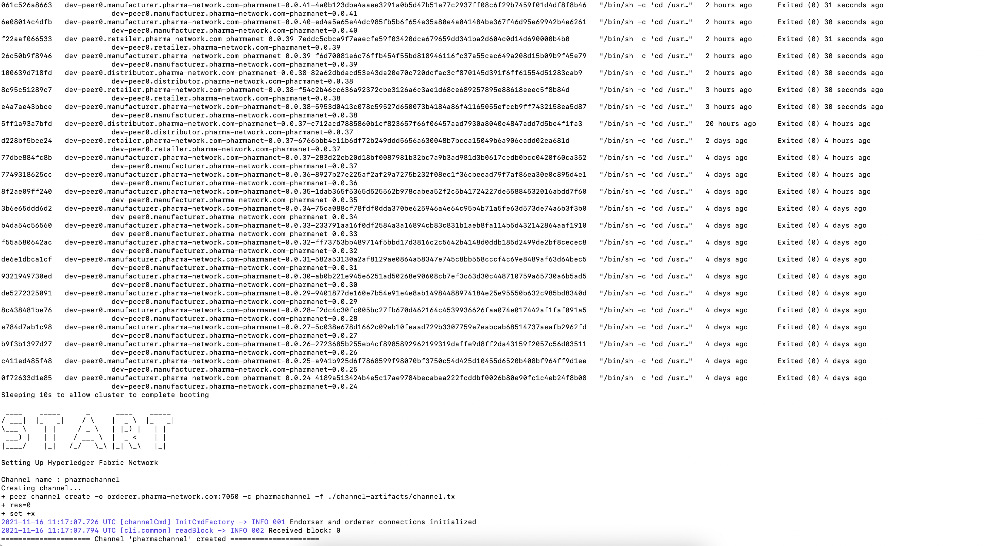 061c526a8663   dev-peer0.manufacturer.pharma-network.com-pharmanet-0.0.41-4a0b123dba4aaee3291a0b5d47b51e77c2937ff08c6f29b7459f01d4df8f8b46   "/bin/sh -c 'cd /usr…"   2 hours ago      Exited (0) 31 seconds ago
dev-peer0.manufacturer.pharma-network.com-pharmanet-0.0.41
6e08014c4dfb   dev-peer0.manufacturer.pharma-network.com-pharmanet-0.0.40-ed4a5a65e44dc985fb5b6f654e35a80e4a041484be367f46d95e69942b4e6261   "/bin/sh -c 'cd /usr…"   2 hours ago      Exited (0) 30 seconds ago
dev-peer0.manufacturer.pharma-network.com-pharmanet-0.0.40
f22aaf066533   dev-peer0.retailer.pharma-network.com-pharmanet-0.0.39-7eddc5cbca9f7aaecfe59f03420dca679659dd341ba2d604c0d14d690000b4b0       "/bin/sh -c 'cd /usr…"   2 hours ago      Exited (0) 31 seconds ago
dev-peer0.retailer.pharma-network.com-pharmanet-0.0.39
26c50b9f8946   dev-peer0.manufacturer.pharma-network.com-pharmanet-0.0.39-f6d70081e6c76ffb454f55bd818946116fc37a55cac649a208d15b09b9f45e79   "/bin/sh -c 'cd /usr…"   2 hours ago      Exited (0) 30 seconds ago
dev-peer0.manufacturer.pharma-network.com-pharmanet-0.0.39
100639d718fd   dev-peer0.distributor.pharma-network.com-pharmanet-0.0.38-82a62dbdacd53e43da20e70c720dcfac3cf870145d391f6ff61554d51283cab9    "/bin/sh -c 'cd /usr…"   2 hours ago      Exited (0) 30 seconds ago
dev-peer0.distributor.pharma-network.com-pharmanet-0.0.38
8c95c51289c7   dev-peer0.retailer.pharma-network.com-pharmanet-0.0.38-f54c2b46cc636a92372cbe3126a6c3ae1d68ce689257895e88618eeec5f8b84d       "/bin/sh -c 'cd /usr…"   3 hours ago      Exited (0) 30 seconds ago
dev-peer0.retailer.pharma-network.com-pharmanet-0.0.38
e4a7ae43bbce   dev-peer0.manufacturer.pharma-network.com-pharmanet-0.0.38-5953d0413c078c59527d650073b4184a86f41165055efccb9ff7432158ea5d87   "/bin/sh -c 'cd /usr…"   3 hours ago      Exited (0) 30 seconds ago
dev-peer0.manufacturer.pharma-network.com-pharmanet-0.0.38
5ff1a93a7bfd   dev-peer0.distributor.pharma-network.com-pharmanet-0.0.37-c712acd7885860b1cf823657f66f06457aad7930a8040e4847add7d5be4f1fa3    "/bin/sh -c 'cd /usr…"   20 hours ago     Exited (0) 4 hours ago
dev-peer0.distributor.pharma-network.com-pharmanet-0.0.37
d228bf5bee24   dev-peer0.retailer.pharma-network.com-pharmanet-0.0.37-6766bbb4e11b6df72b249ddd5656a630048b7bcca15049b6a906eadd02ea681d       "/bin/sh -c 'cd /usr…"   2 days ago       Exited (0) 4 hours ago
dev-peer0.retailer.pharma-network.com-pharmanet-0.0.37
77dbe884fc8b   dev-peer0.manufacturer.pharma-network.com-pharmanet-0.0.37-283d22eb20d18bf0087981b32bc7a9b3ad981d3b0617cedb0bcc0420f60ca352   "/bin/sh -c 'cd /usr…"   4 days ago       Exited (0) 4 hours ago
dev-peer0.manufacturer.pharma-network.com-pharmanet-0.0.37
7749318625cc   dev-peer0.manufacturer.pharma-network.com-pharmanet-0.0.36-8927b27e225af2af29a7275b232f08ec1f36cbeead79f7af86ea30e0c895d4e1   "/bin/sh -c 'cd /usr…"   4 days ago       Exited (0) 4 hours ago
dev-peer0.manufacturer.pharma-network.com-pharmanet-0.0.36
8f2ae09ff240   dev-peer0.manufacturer.pharma-network.com-pharmanet-0.0.35-1dab365f5365d525562b978cabea52f2c5b41724227de55884532016abdd7f60   "/bin/sh -c 'cd /usr…"   4 days ago       Exited (0) 4 hours ago
dev-peer0.manufacturer.pharma-network.com-pharmanet-0.0.35
3b6e65ddd6d2   dev-peer0.manufacturer.pharma-network.com-pharmanet-0.0.34-75ca088cf78fdf0dda370be625946a4e64c95b4b71a5fe63d573de74a6b3f3b0   "/bin/sh -c 'cd /usr…"   4 days ago       Exited (0) 4 days ago
dev-peer0.manufacturer.pharma-network.com-pharmanet-0.0.34
b4da54c56560   dev-peer0.manufacturer.pharma-network.com-pharmanet-0.0.33-233791aa16f0df2584a3a16894cb83c831b1aeb8fa114b5d432142864aaf1910   "/bin/sh -c 'cd /usr…"   4 days ago       Exited (0) 4 days ago
dev-peer0.manufacturer.pharma-network.com-pharmanet-0.0.33
f55a580642ac   dev-peer0.manufacturer.pharma-network.com-pharmanet-0.0.32-ff73753bb489714f5bbd17d3816c2c5642b4148d0ddb185d2499de2bf8cecec8   "/bin/sh -c 'cd /usr…"   4 days ago       Exited (0) 4 days ago
dev-peer0.manufacturer.pharma-network.com-pharmanet-0.0.32
de6e1dbca1cf   dev-peer0.manufacturer.pharma-network.com-pharmanet-0.0.31-582a53130a2af8129ae0864a58347e745c8bb558cccf4c69e8489af63d64bec5   "/bin/sh -c 'cd /usr…"   4 days ago       Exited (0) 4 days ago
dev-peer0.manufacturer.pharma-network.com-pharmanet-0.0.31
9321949730ed   dev-peer0.manufacturer.pharma-network.com-pharmanet-0.0.30-ab0b221e945e6251ad50268e90608cb7ef3c63d30c448710759a65730a6b5ad5   "/bin/sh -c 'cd /usr…"   4 days ago       Exited (0) 4 days ago
dev-peer0.manufacturer.pharma-network.com-pharmanet-0.0.30
de5272325091   dev-peer0.manufacturer.pharma-network.com-pharmanet-0.0.29-9401877de160e7b54e91e4e8ab14984488974184e25e95550b632c985bd8340d   "/bin/sh -c 'cd /usr…"   4 days ago       Exited (0) 4 days ago
dev-peer0.manufacturer.pharma-network.com-pharmanet-0.0.29
8c438481be76   dev-peer0.manufacturer.pharma-network.com-pharmanet-0.0.28-f2dc4c30fc005bc27fb670d462164c4539936626faa074e017442af1faf091a5   "/bin/sh -c 'cd /usr…"   4 days ago       Exited (0) 4 days ago
dev-peer0.manufacturer.pharma-network.com-pharmanet-0.0.28
e784d7ab1c98   dev-peer0.manufacturer.pharma-network.com-pharmanet-0.0.27-5c038e678d1662c09eb10feaad729b3307759e7eabcab68514737aeafb2962fd   "/bin/sh -c 'cd /usr…"   4 days ago       Exited (0) 4 days ago
dev-peer0.manufacturer.pharma-network.com-pharmanet-0.0.27
b9f3b1397d27   dev-peer0.manufacturer.pharma-network.com-pharmanet-0.0.26-2723685b255eb4cf8985892962199319daffe9d8ff2da43159f2057c56d03511   "/bin/sh -c 'cd /usr…"   4 days ago       Exited (0) 4 days ago
dev-peer0.manufacturer.pharma-network.com-pharmanet-0.0.26
c411ed485f48   dev-peer0.manufacturer.pharma-network.com-pharmanet-0.0.25-a941b925d6f7868599f98070bf3750c54d425d10455d6520b408bf964ff9d1ee   "/bin/sh -c 'cd /usr…"   4 days ago       Exited (0) 4 days ago
dev-peer0.manufacturer.pharma-network.com-pharmanet-0.0.25
0f72633d1e85   dev-peer0.manufacturer.pharma-network.com-pharmanet-0.0.24-4189a513424b4e5c17ae9784becabaa222fcddbf0026b80e90fc1c4eb24f8b08   "/bin/sh -c 'cd /usr…"   4 days ago       Exited (0) 4 days ago
dev-peer0.manufacturer.pharma-network.com-pharmanet-0.0.24
Sleeping 10s to allow cluster to complete booting
START
Setting Up Hyperledger Fabric Network
Channel name : pharmachannel
Creating channel...
+ peer channel create -o orderer.pharma-network.com:7050 -c pharmachannel -f ./channel-artifacts/channel.tx
+ res=0
+ set +x
2021-11-16 11:17:07.726 UTC [channelCmd] InitCmdFactory -> INFO 001 Endorser and orderer connections initialized
2021-11-16 11:17:07.794 UTC [cli.common] readBlock -> INFO 002 Received block: 0
===================== Channel 'pharmachannel' created =====================